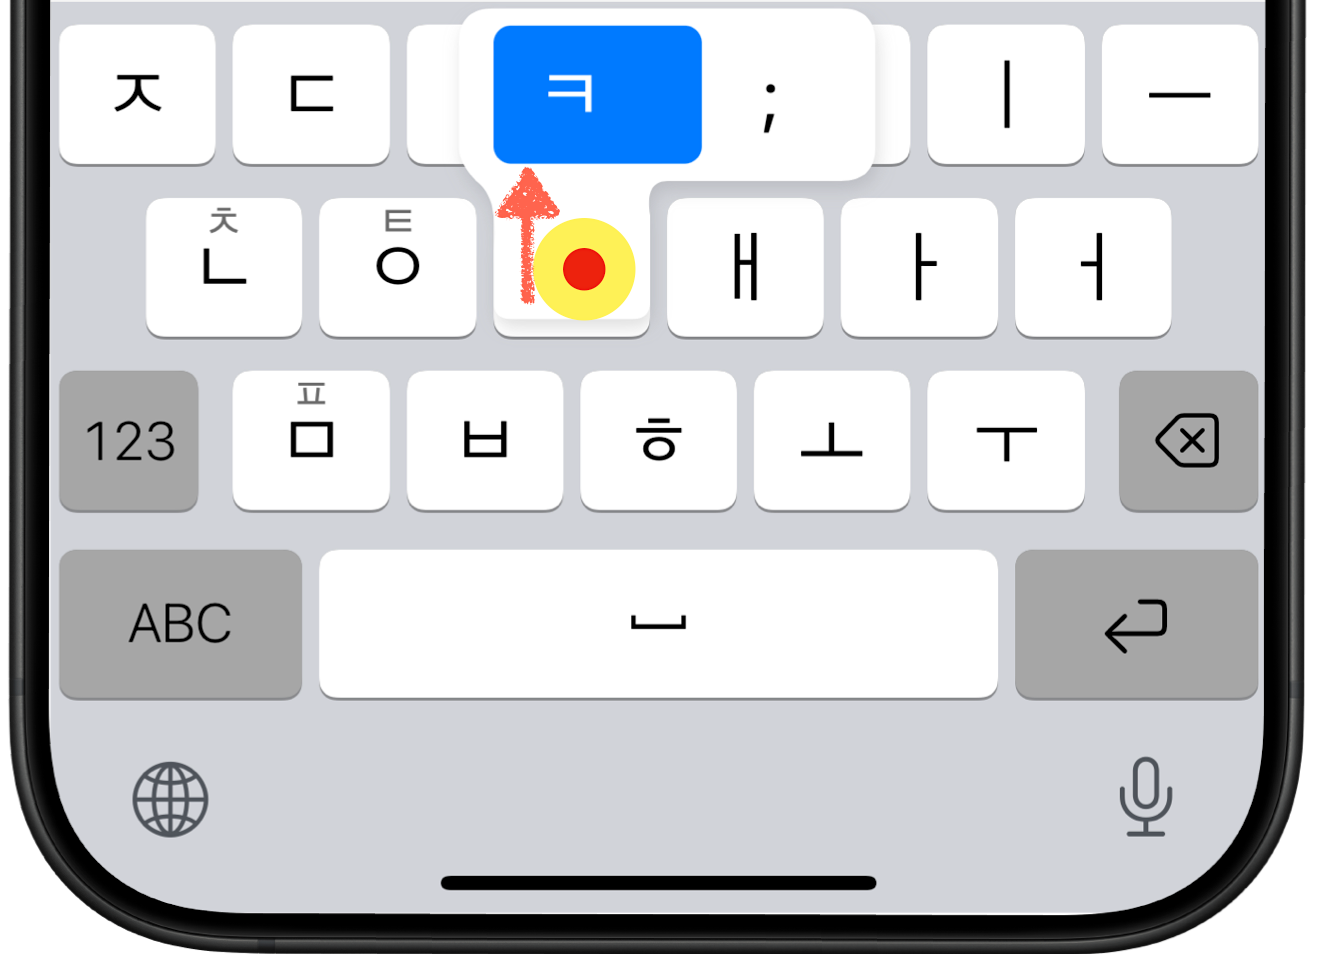 ㅋ ;
ㅈ ㄷ ㅣ ㅡ
ㅊ ㅌ
ㄴ ㅇ ㅐ ㅏ ㅓ
ㅍ
123 ㅁ ㅂ ㅎ ㅗ ㅜ
ABC